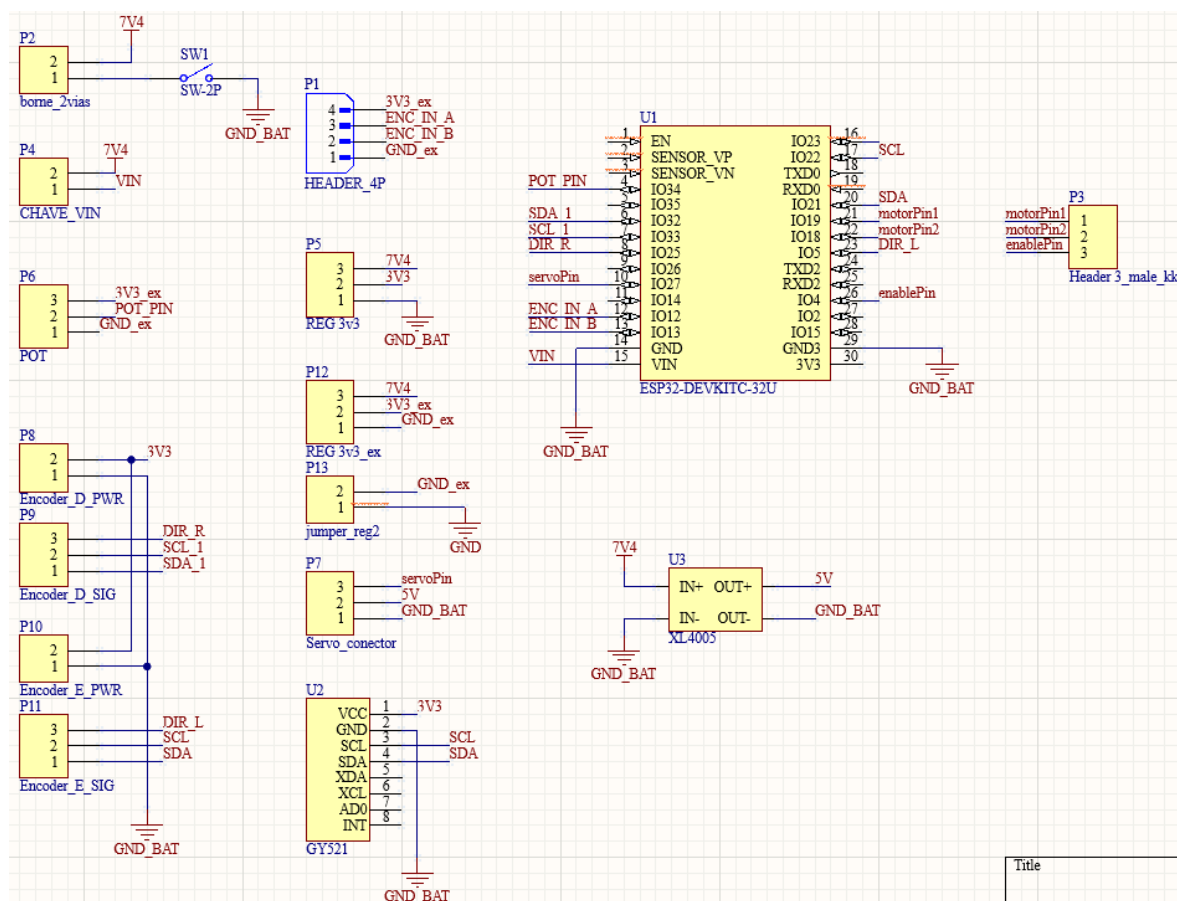 P2
7V4
2
1
borne_2vias
SW1
SW-2P
GND_BAT
P4
7V4
2
1
VIN
CHAVE_VIN
P6
3
2
1
3V3_ex
POT_PIN
GND_ex
POT
P8
2
1
3V3
Encoder_D_PWR
P9
3
2
1
DIR_R
SCL_1
SDA_1
Encoder_D_SIG
P10
2
1
Encoder_E_PWR
P11
3
2
1
DIR_L
SCL
SDA
Encoder_E_SIG
GND_BAT
P1
4
3
2
1
3V3_ex
ENC_IN_A
ENC_IN_B
GND_ex
HEADER_4P
P5
3
2
1
7V4
3V3
REG 3v3
GND_BAT
P12
3
2
1
7V4
3V3_ex
GND_ex
REG 3v3_ex
P13
2
1
GND_ex
jumper_reg2
GND
P7
3
2
1
servoPin
5V
GND_BAT
Servo_conector
U2
VCC 1 3V3
GND 2
SCL 3 SCL
SDA 4 SDA
XDA 5
XCL 6
AD0 7
INT 8
GY521
GND_BAT
U1
1 EN IO23 16
2 SENSOR_VP IO22 17 SCL
3 SENSOR_VN TXD0 18
POT_PIN 4 IO34 RXD0 19
5 IO35 IO21 20 SDA
SDA_1 6 IO32 IO19 21 motorPin1
SCL_1 7 IO33 IO18 22 motorPin2
DIR_R 8 IO25 IO5 23 DIR_L
9 IO26 TXD2 24
servoPin 10 IO27 RXD2 25
11 IO14 IO4 26 enablePin
ENC_IN_A 12 IO12 IO2 27
ENC_IN_B 13 IO13 IO15 28
14 GND GND3 29
VIN 15 VIN 3V3 30
ESP32-DEVKITC-32U
GND_BAT
GND_BAT
P3
motorPin1 1
motorPin2 2
enablePin 3
Header 3_male_kk
7V4
U3
IN+ OUT+ 5V
IN- OUT- GND_BAT
XL4005
GND_BAT
Title